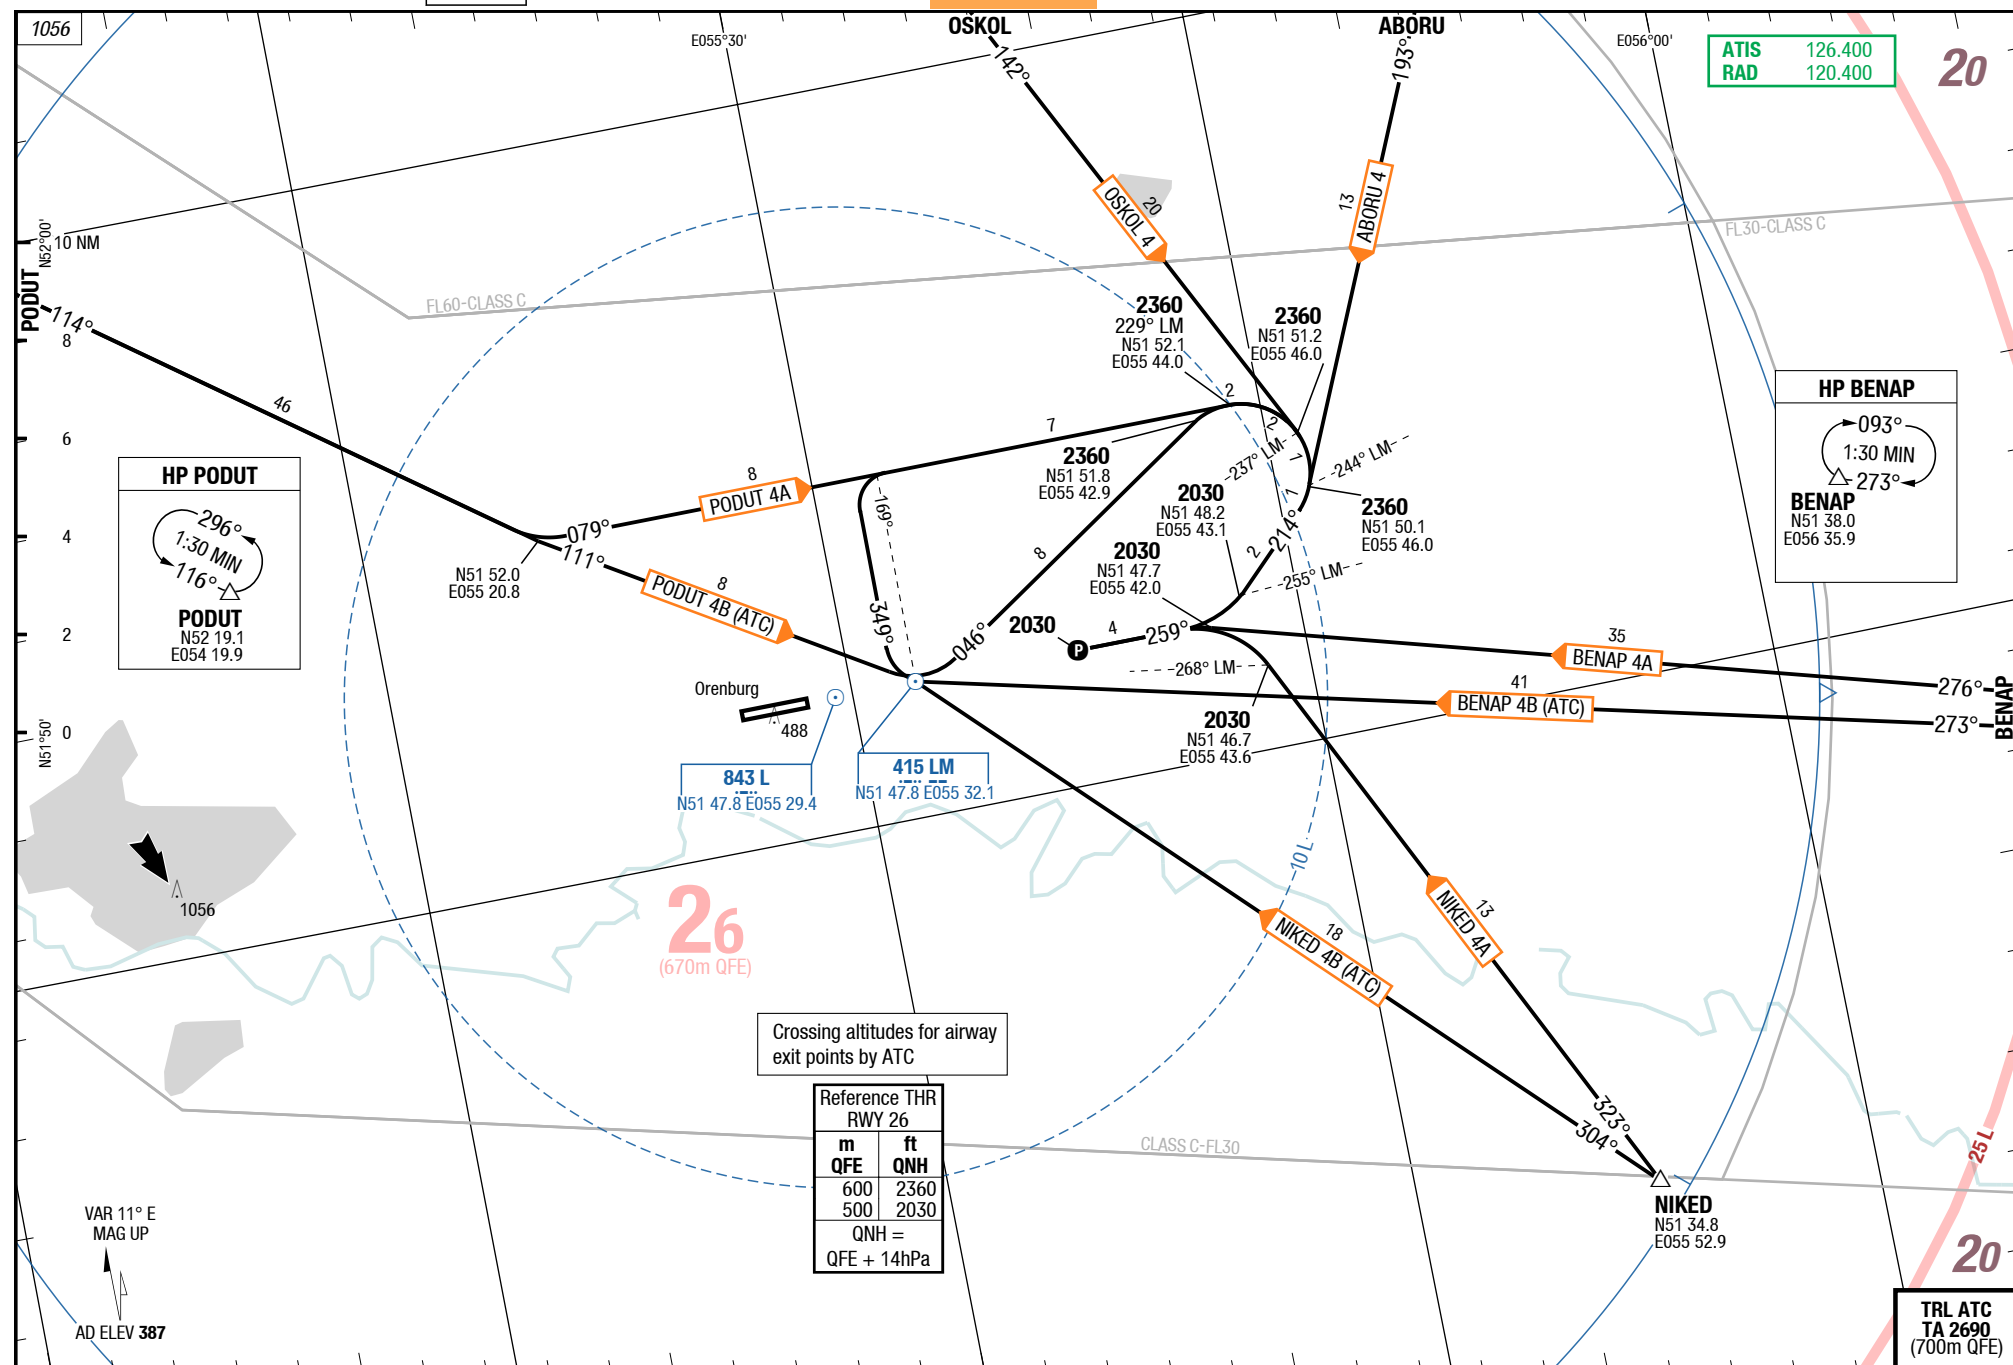 1056
E055°30'
OSKOL
ABORU
E056°00'
ATIS 126.400
RAD 120.400
20
142°
193°
N52°00'
10 NM
PODUT
114°
8
6
4
2
0
N51°50'
FL60-CLASS C
FL30-CLASS C
OSKOL 4
20
13
ABORU 4
2360
229° LM
N51 52.1
E055 44.0
2360
N51 51.2
E055 46.0
46
7
2
2
1
1
237° LM
244° LM
2360
N51 51.8
E055 42.9
2360
N51 50.1
E055 46.0
HP BENAP
093°
1:30 MIN
273°
BENAP
N51 38.0
E056 35.9
HP PODUT
296°
1:30 MIN
116°
PODUT
N52 19.1
E054 19.9
8
PODUT 4A
079°
111°
N51 52.0
E055 20.8
8
PODUT 4B (ATC)
169°
349°
046°
8
2030
N51 48.2
E055 43.1
214°
2
255° LM
2030
N51 47.7
E055 42.0
2030
P
4
259°
268° LM
2030
N51 46.7
E055 43.6
35
BENAP 4A
276°
41
BENAP 4B (ATC)
273°
BENAP
Orenburg
488
843 L
N51 47.8 E055 29.4
415 LM
N51 47.8 E055 32.1
10 L
1056
26
(670m QFE)
13
NIKED 4A
18
NIKED 4B (ATC)
323°
304°
Crossing altitudes for airway
exit points by ATC
Reference THR
RWY 26
m ft
QFE QNH
600 2360
500 2030
QNH =
QFE + 14hPa
CLASS C-FL30
25 L
NIKED
N51 34.8
E055 52.9
20
VAR 11° E
MAG UP
AD ELEV 387
TRL ATC
TA 2690
(700m QFE)